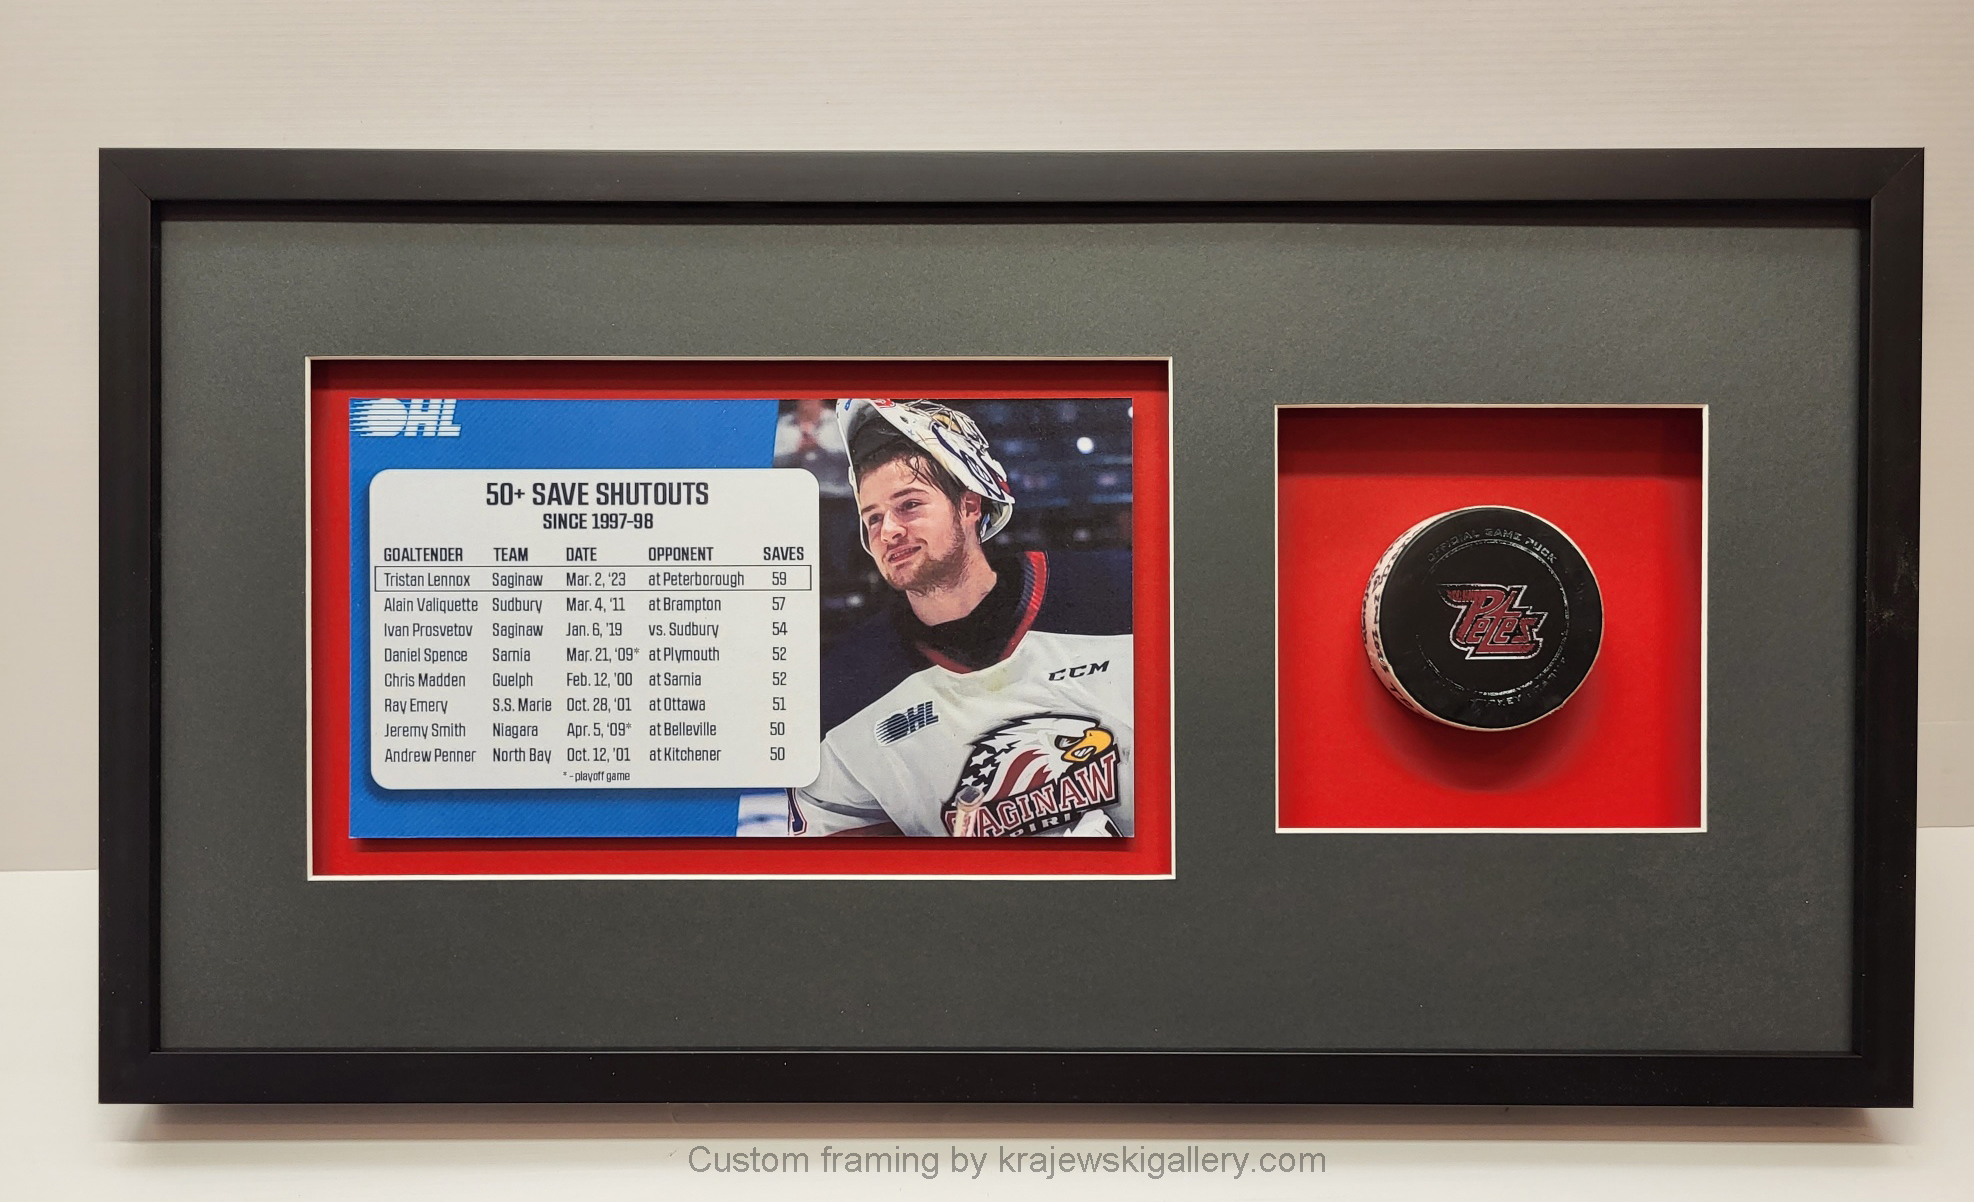 OHL
50+ SAVE SHUTOUTS
SINCE 1997-98
GOALTENDER TEAM DATE OPPONENT SAVES
Tristan Lennox Saginaw Mar. 2, '23 at Peterborough 59
Alain Valiquette Sudbury Mar. 4, '11 at Brampton 57
Ivan Prosvetov Saginaw Jan. 6, '19 vs. Sudbury 54
Daniel Spence Sarnia Mar. 21, '09* at Plymouth 52
Chris Madden Guelph Feb. 12, '00 at Sarnia 52
Ray Emery S.S. Marie Oct. 28, '01 at Ottawa 51
Jeremy Smith Niagara Apr. 5, '09* at Belleville 50
Andrew Penner North Bay Oct. 12, '01 at Kitchener 50
* - playoff game
CCM
OHL
SAGINAW
SPIRIT
OFFICIAL GAME PUCK
PETES
Custom framing by krajewskigallery.com